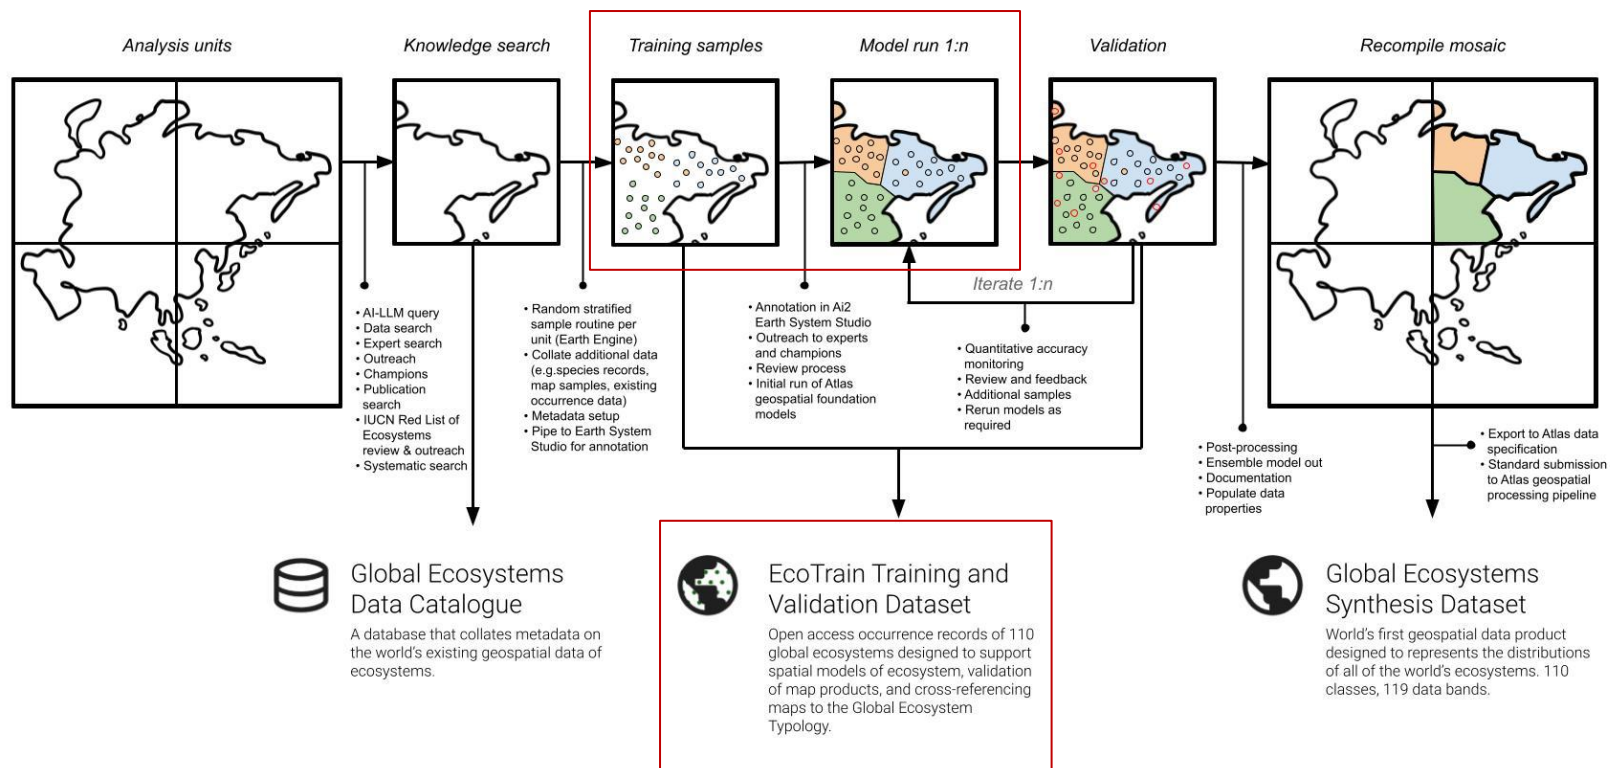 Analysis units
Knowledge search
Training samples
Model run 1:n
Validation
Recompile mosaic
• AI-LLM query
• Data search
• Expert search
• Outreach
• Champions
• Publication
search
• IUCN Red List of
Ecosystems
review & outreach
• Systematic search
• Random stratified
sample routine per
unit (Earth Engine)
• Collate additional data
(e.g.species records,
map samples, existing
occurrence data)
• Metadata setup
• Pipe to Earth System
Studio for annotation
• Annotation in Ai2
Earth System Studio
• Outreach to experts
and champions
• Review process
• Initial run of Atlas
geospatial foundation
models
Iterate 1:n
• Quantitative accuracy
monitoring
• Review and feedback
• Additional samples
• Rerun models as
required
• Post-processing
• Ensemble model out
• Documentation
• Populate data
properties
• Export to Atlas data
specification
• Standard submission
to Atlas geospatial
processing pipeline
Global Ecosystems
Data Catalogue
A database that collates metadata on
the world's existing geospatial data of
ecosystems.
EcoTrain Training and
Validation Dataset
Open access occurrence records of 110
global ecosystems designed to support
spatial models of ecosystem, validation
of map products, and cross-referencing
maps to the Global Ecosystem
Typology.
Global Ecosystems
Synthesis Dataset
World's first geospatial data product
designed to represents the distributions
of all of the world's ecosystems. 110
classes, 119 data bands.